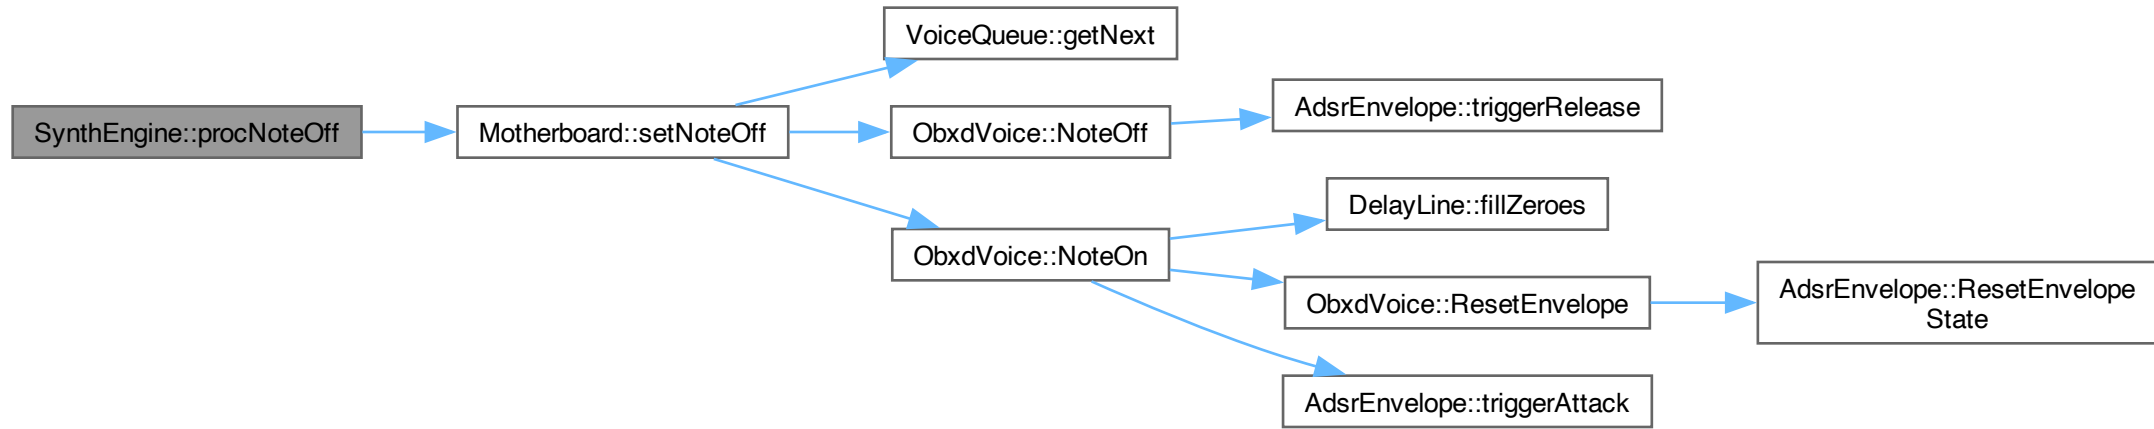 SynthEngine::procNoteOff
Motherboard::setNoteOff
VoiceQueue::getNext
ObxdVoice::NoteOff
AdsrEnvelope::triggerRelease
ObxdVoice::NoteOn
DelayLine::fillZeroes
ObxdVoice::ResetEnvelope
AdsrEnvelope::ResetEnvelope
State
AdsrEnvelope::triggerAttack